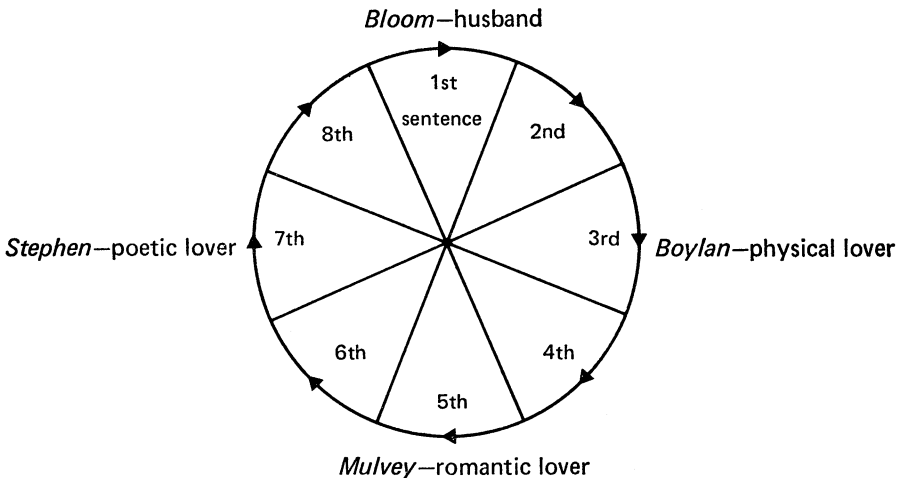 Bloom—husband
1st
sentence
8th
2nd
Stephen—poetic lover
7th
3rd
Boylan—physical lover
6th
4th
5th
Mulvey—romantic lover